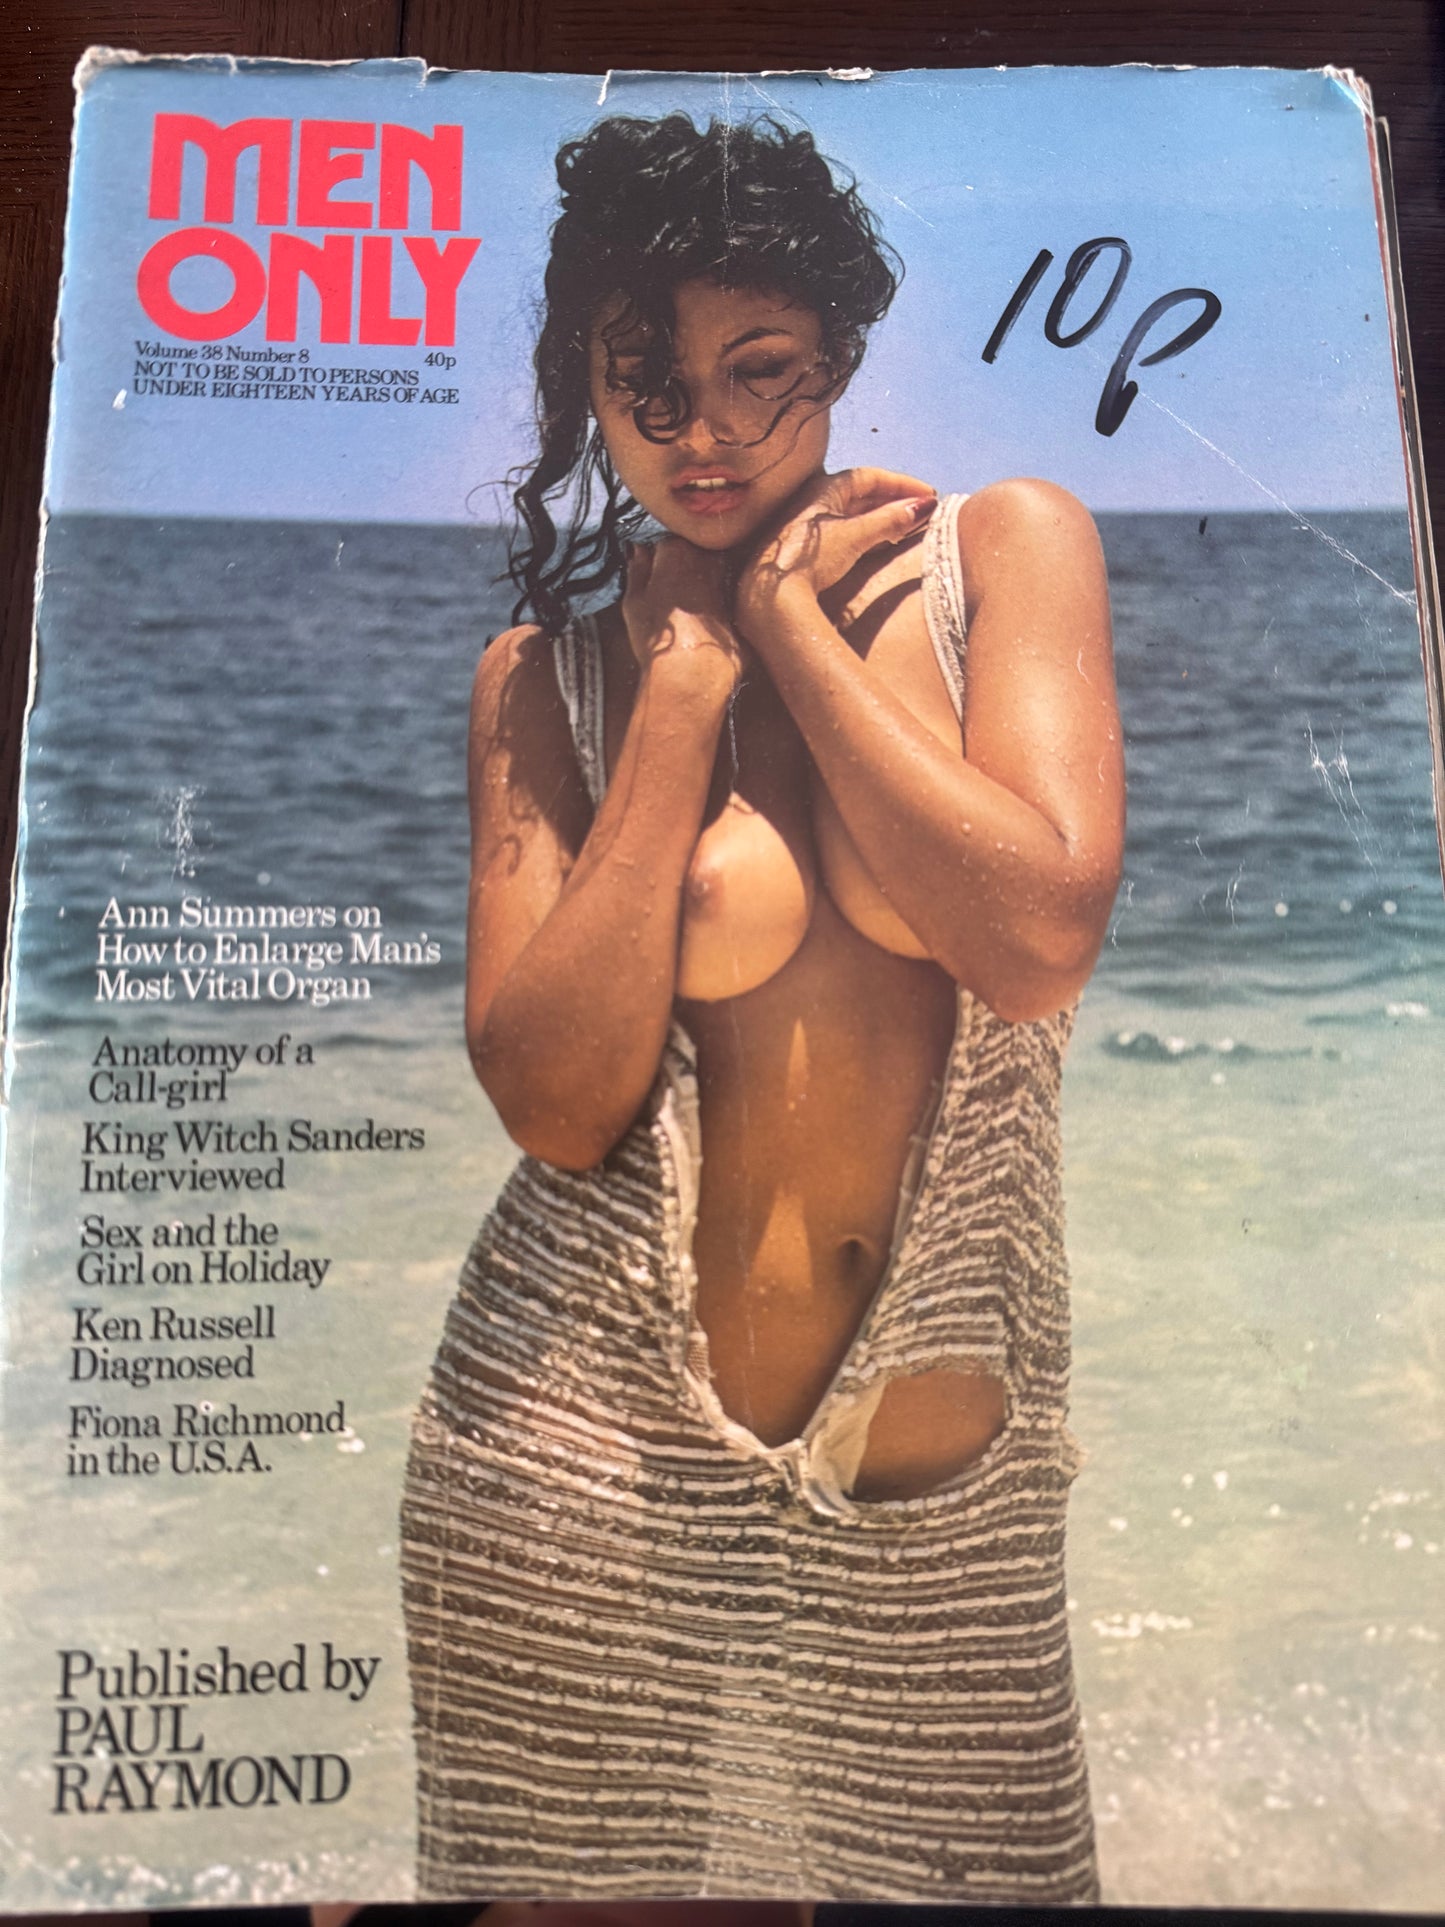 MEN
ONLY
Volume 38 Number 8 40p
NOT TO BE SOLD TO PERSONS
UNDER EIGHTEEN YEARS OF AGE
10p
Ann Summers on
How to Enlarge Man's
Most Vital Organ
Anatomy of a
Call-girl
King Witch Sanders
Interviewed
Sex and the
Girl on Holiday
Ken Russell
Diagnosed
Fiona Richmond
in the U.S.A.
Published by
PAUL
RAYMOND